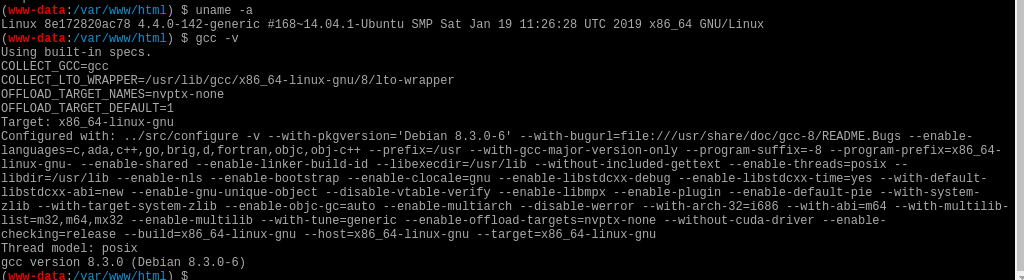 (www-data:/var/www/html) $ uname -a
Linux 8e172820ac78 4.4.0-142-generic #168~14.04.1-Ubuntu SMP Sat Jan 19 11:26:28 UTC 2019 x86_64 GNU/Linux
(www-data:/var/www/html) $ gcc -v
Using built-in specs.
COLLECT_GCC=gcc
COLLECT_LTO_WRAPPER=/usr/lib/gcc/x86_64-linux-gnu/8/lto-wrapper
OFFLOAD_TARGET_NAMES=nvptx-none
OFFLOAD_TARGET_DEFAULT=1
Target: x86_64-linux-gnu
Configured with: ../src/configure -v --with-pkgversion='Debian 8.3.0-6' --with-bugurl=file:///usr/share/doc/gcc-8/README.Bugs --enable-
languages=c,ada,c++,go,brig,d,fortran,objc,obj-c++ --prefix=/usr --with-gcc-major-version-only --program-suffix=-8 --program-prefix=x86_64-
linux-gnu- --enable-shared --enable-linker-build-id --libexecdir=/usr/lib --without-included-gettext --enable-threads=posix --
libdir=/usr/lib --enable-nls --enable-bootstrap --enable-clocale=gnu --enable-libstdcxx-debug --enable-libstdcxx-time=yes --with-default-
libstdcxx-abi=new --enable-gnu-unique-object --disable-vtable-verify --enable-libmpx --enable-plugin --enable-default-pie --with-system-
zlib --with-target-system-zlib --enable-objc-gc=auto --enable-multiarch --disable-werror --with-arch-32=i686 --with-abi=m64 --with-multilib-
list=m32,m64,mx32 --enable-multilib --with-tune=generic --enable-offload-targets=nvptx-none --without-cuda-driver --enable-
checking=release --build=x86_64-linux-gnu --host=x86_64-linux-gnu --target=x86_64-linux-gnu
Thread model: posix
gcc version 8.3.0 (Debian 8.3.0-6)
(www-data:/var/www/html) $